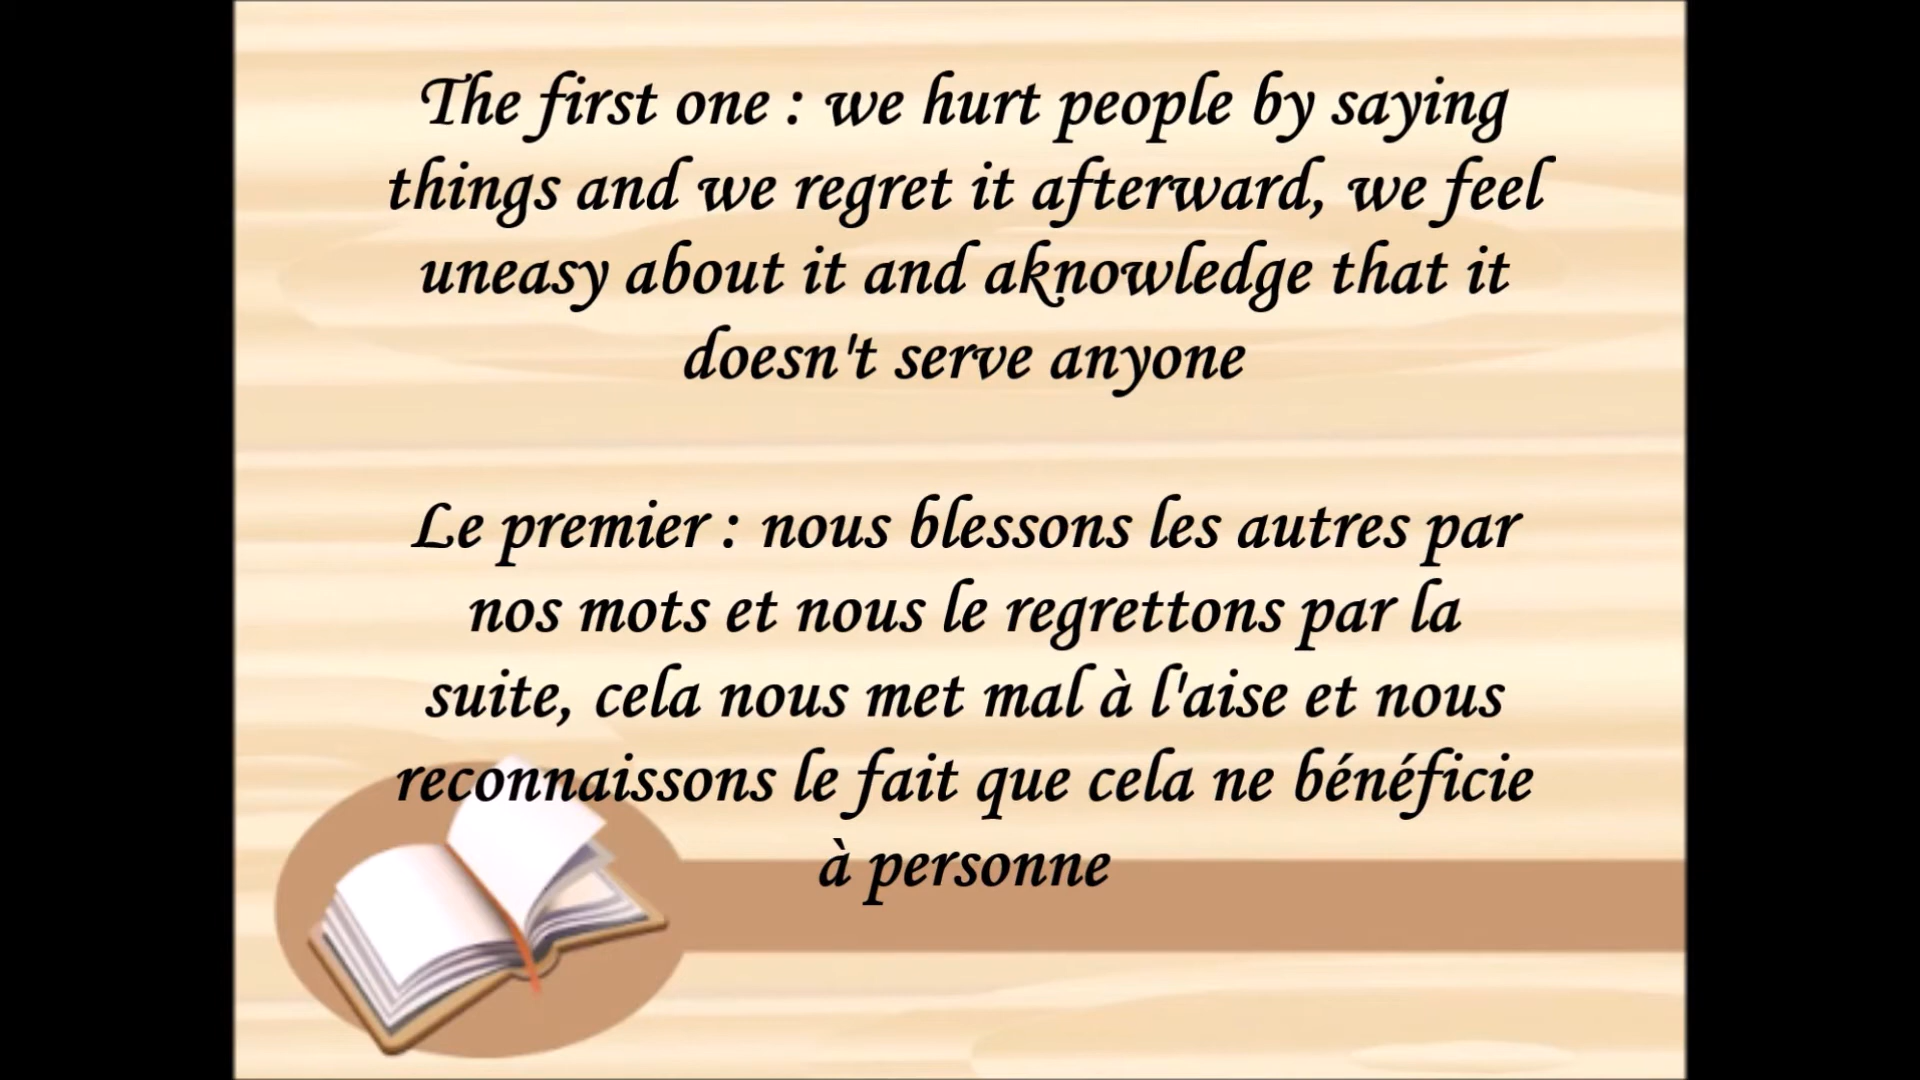 The first one : we hurt people by saying
things and we regret it afterward, we feel
uneasy about it and aknowledge that it
doesn't serve anyone
Le premier : nous blessons les autres par
nos mots et nous le regrettons par la
suite, cela nous met mal à l'aise et nous
reconnaissons le fait que cela ne bénéficie
à personne